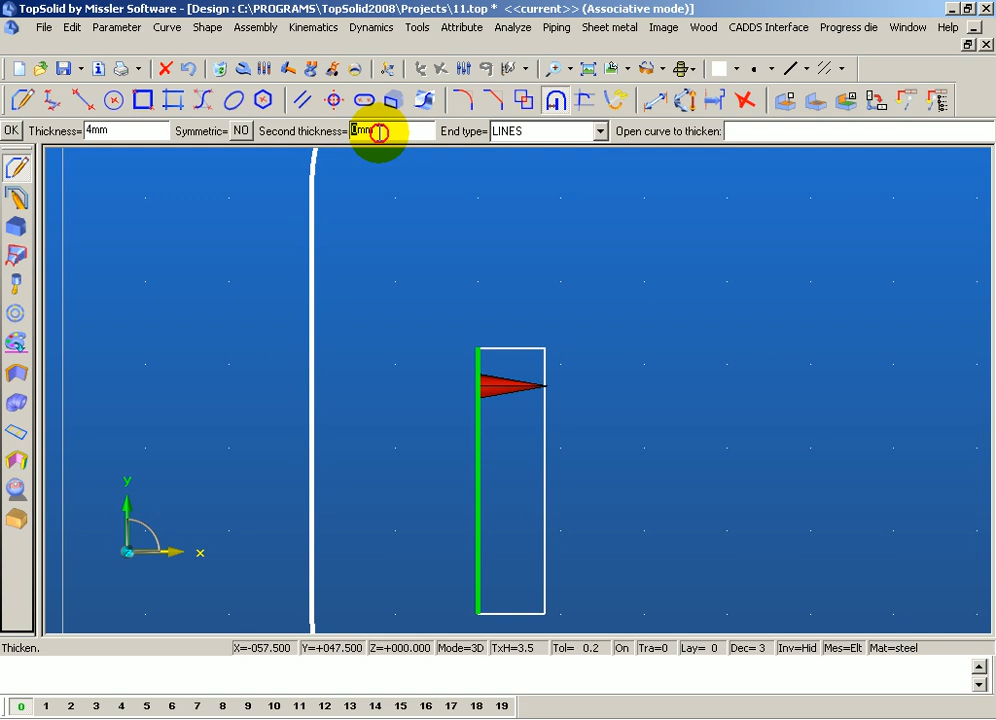 TopSolid by Missler Software - [Design : C:\PROGRAMS\TopSolid2008\Projects\11.top * <<current>> (Associative mode)]
File Edit Parameter Curve Shape Assembly Kinematics Dynamics Tools Attribute Analyze Piping Sheet metal Image Wood CADDS Interface Progress die Window Help
OK Thickness= 4mm Symmetric= NO Second thickness= 0mm End type= LINES Open curve to thicken:
y
z
x
Thicken. X=-057.500 Y=+047.500 Z=+000.000 Mode=3D TxH=3.5 Tol= 0.2 On Tra=0 Lay= 0 Dec= 3 Inv=Hid Mes=Elt Mat=steel
0 1 2 3 4 5 6 7 8 9 10 11 12 13 14 15 16 17 18 19